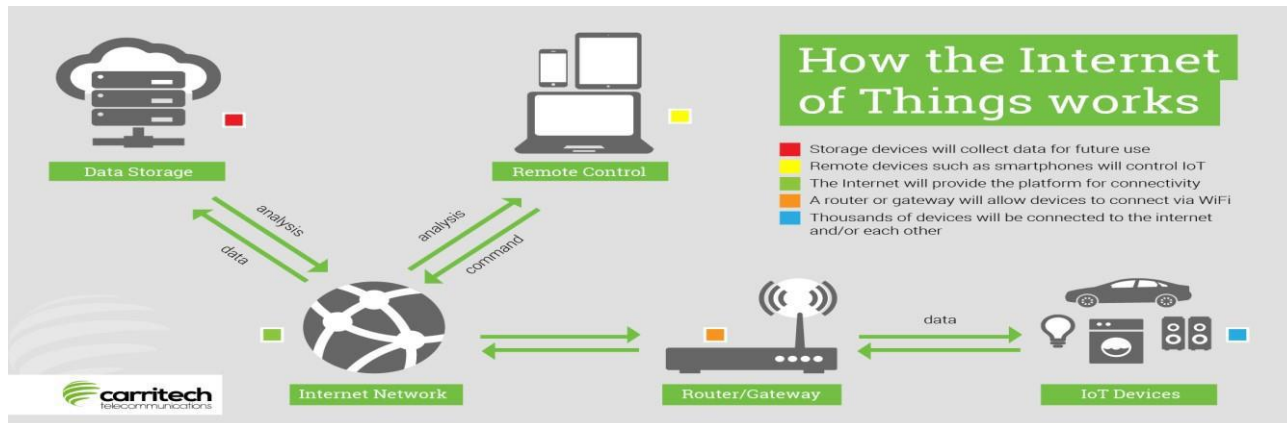 How the Internet
of Things works
Storage devices will collect data for future use
Remote devices such as smartphones will control IoT
The Internet will provide the platform for connectivity
A router or gateway will allow devices to connect via WiFi
Thousands of devices will be connected to the internet
and/or each other
Data Storage
Remote Control
analysis
data
analysis
command
data
Internet Network
Router/Gateway
IoT Devices
carritech
telecommunications